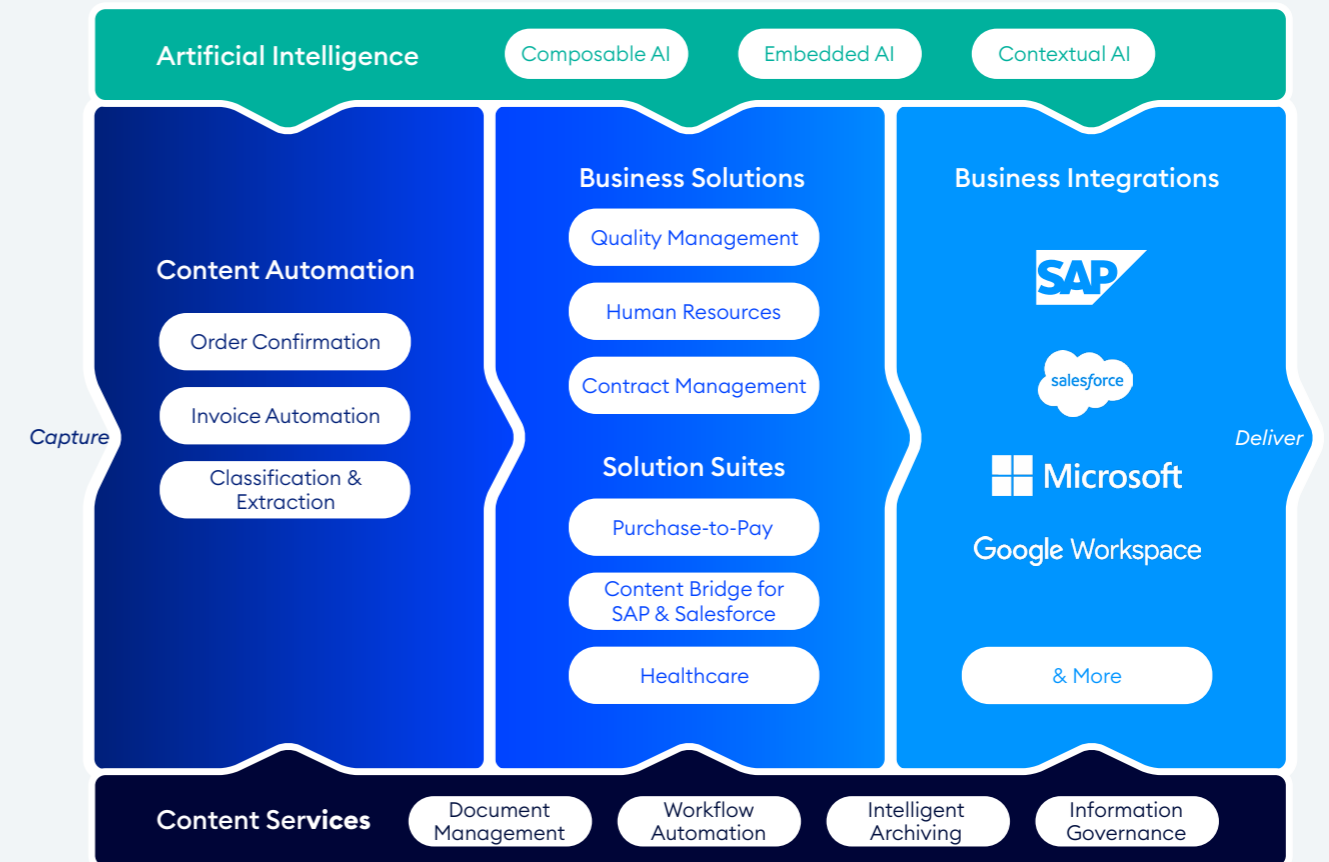 Artificial Intelligence
Composable AI
Embedded AI
Contextual AI
Capture
Content Automation
Order Confirmation
Invoice Automation
Classification &
Extraction
Business Solutions
Quality Management
Human Resources
Contract Management
Solution Suites
Purchase-to-Pay
Content Bridge for
SAP & Salesforce
Healthcare
Business Integrations
SAP
salesforce
Microsoft
Google Workspace
& More
Deliver
Content Services
Document
Management
Workflow
Automation
Intelligent
Archiving
Information
Governance